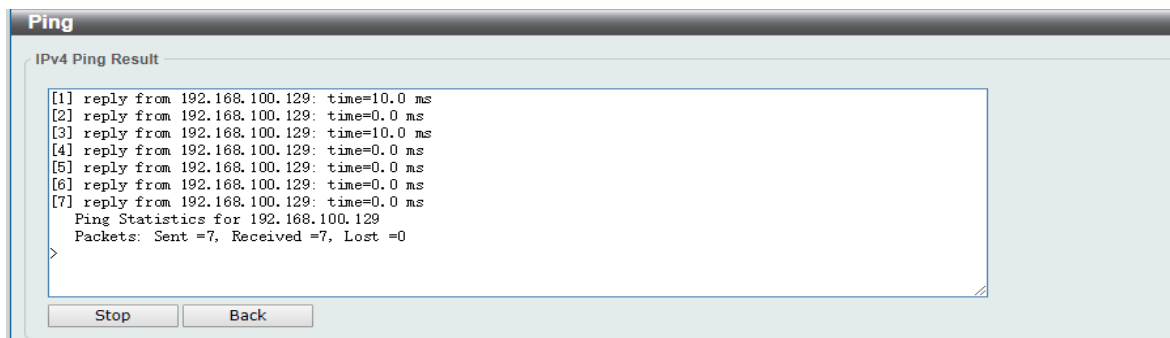 Ping
IPv4 Ping Result
[1] reply from 192.168.100.129: time=10.0 ms
[2] reply from 192.168.100.129: time=0.0 ms
[3] reply from 192.168.100.129: time=10.0 ms
[4] reply from 192.168.100.129: time=0.0 ms
[5] reply from 192.168.100.129: time=0.0 ms
[6] reply from 192.168.100.129: time=0.0 ms
[7] reply from 192.168.100.129: time=0.0 ms
Ping Statistics for 192.168.100.129
Packets: Sent =7, Received =7, Lost =0
>
Stop Back